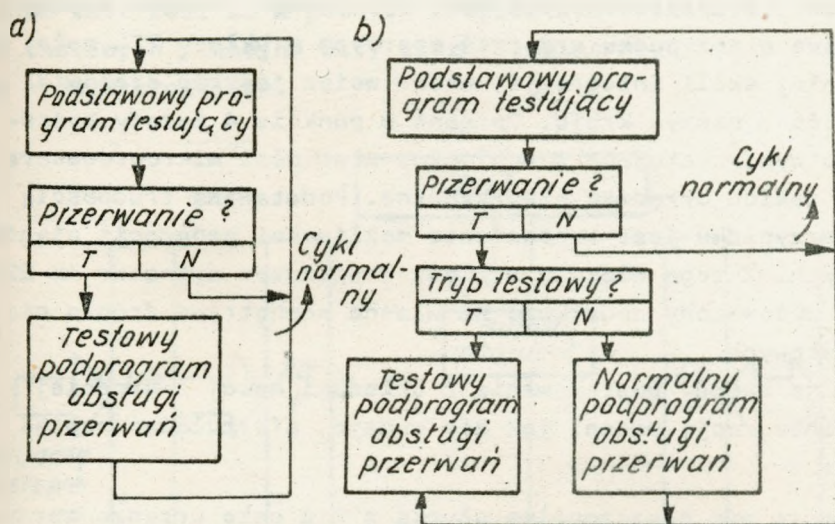 a)
Podstawowy pro-
gram testujący
Przerwanie ?
T N
Cykl
normal-
ny
Testowy
podprogram
obsługi
przerwań
b)
Podstawowy pro-
gram testujący
Cykl
normalny
Przerwanie ?
T N
Tryb testowy ?
T N
Testowy
podprogram
obsługi
przerwań
Normalny
podprogram
obsługi
przerwań